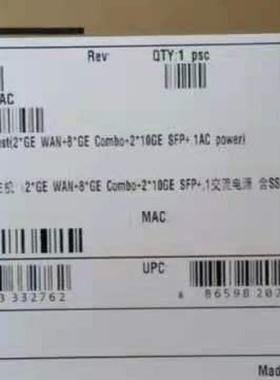 Rev QTY:1 psc
AC
st(2*GE WAN+8*GE Combo+2*10GE SFP+,1AC power)
主机 (2*GE WAN+8*GE Combo+2*10GE SFP+,1交流电源 含SS
MAC
UPC
3 332762 6 86598 202
Mas